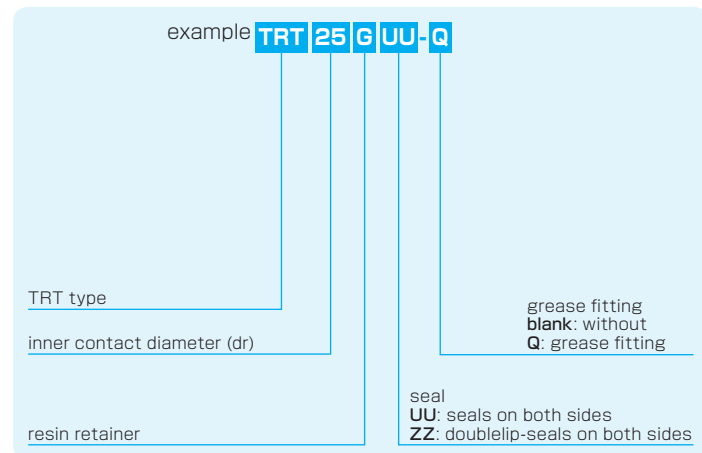 example TRT 25 G UU-Q
TRT type
inner contact diameter (dr)
resin retainer
grease fitting
blank: without
Q: grease fitting
seal
UU: seals on both sides
ZZ: doublelip-seals on both sides